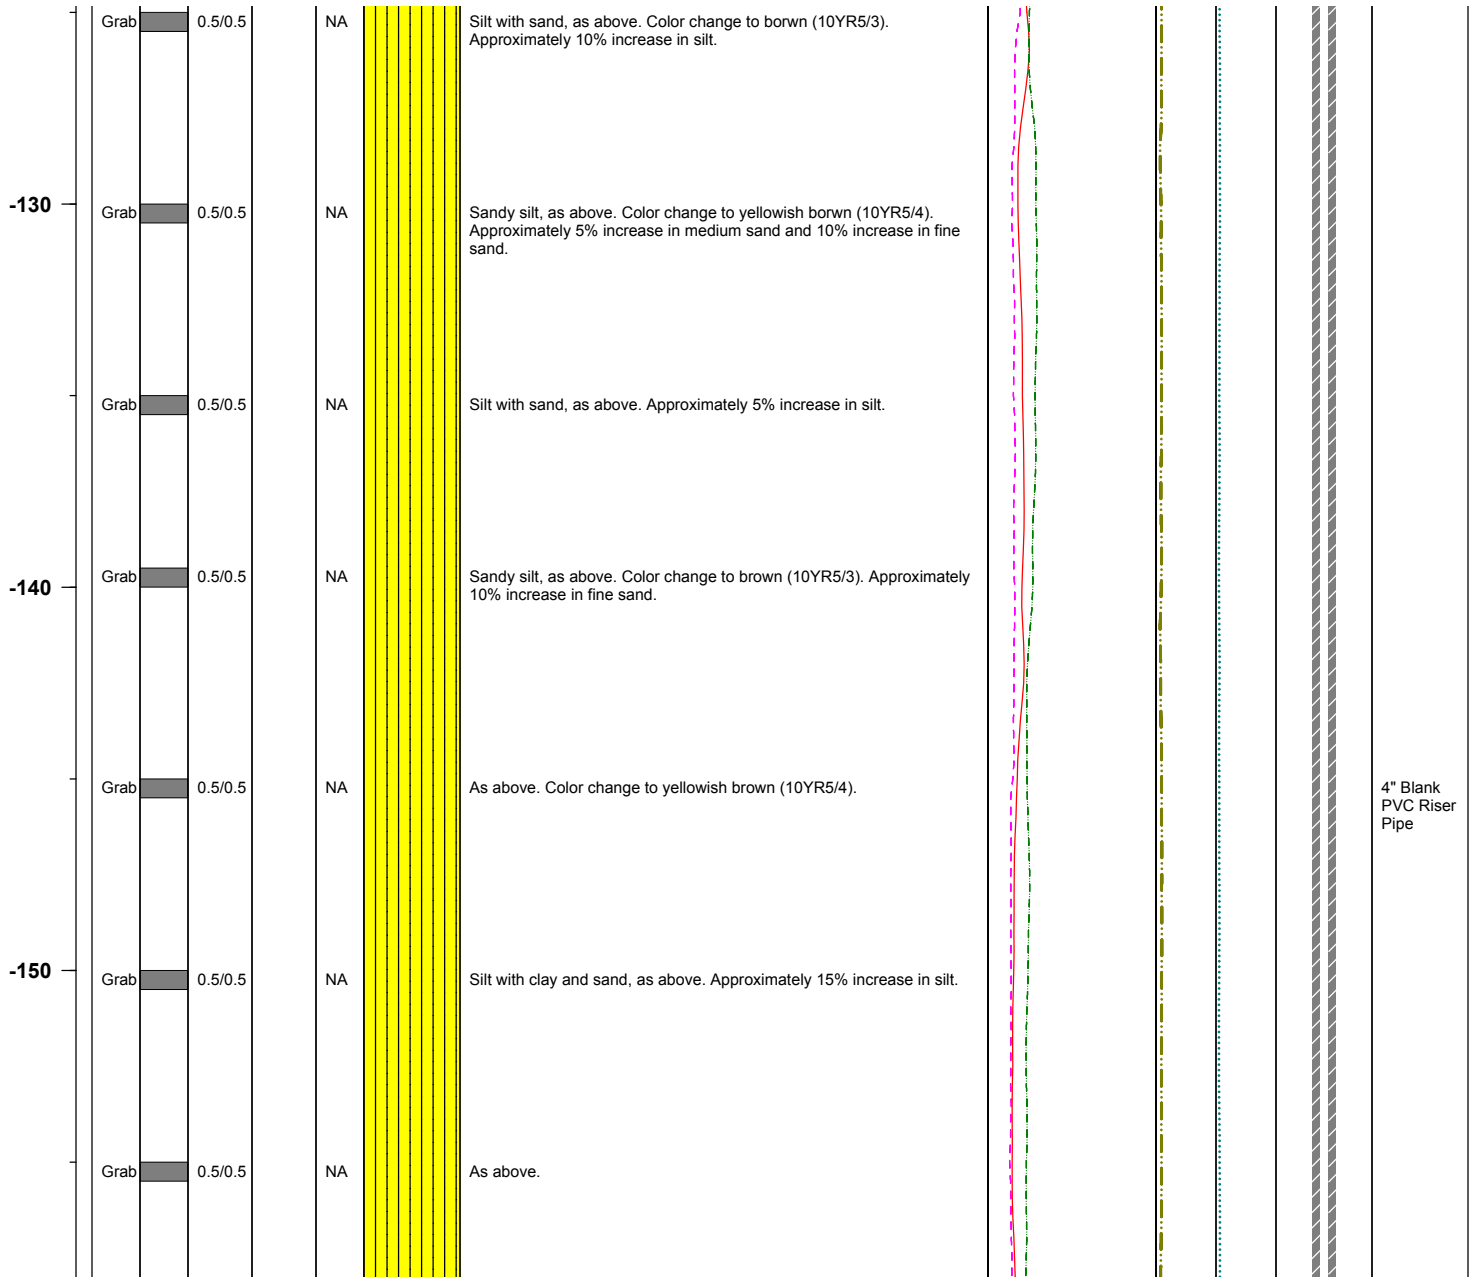 Grab 0.5/0.5 NA Silt with sand, as above. Color change to borwn (10YR5/3).
Approximately 10% increase in silt.
-130
Grab 0.5/0.5 NA Sandy silt, as above. Color change to yellowish borwn (10YR5/4).
Approximately 5% increase in medium sand and 10% increase in fine
sand.
Grab 0.5/0.5 NA Silt with sand, as above. Approximately 5% increase in silt.
Grab 0.5/0.5 NA Sandy silt, as above. Color change to brown (10YR5/3). Approximately
-140
10% increase in fine sand.
Grab 0.5/0.5 NA As above. Color change to yellowish brown (10YR5/4). 4" Blank
PVC Riser
Pipe
-150
Grab 0.5/0.5 NA Silt with clay and sand, as above. Approximately 15% increase in silt.
Grab 0.5/0.5 NA As above.